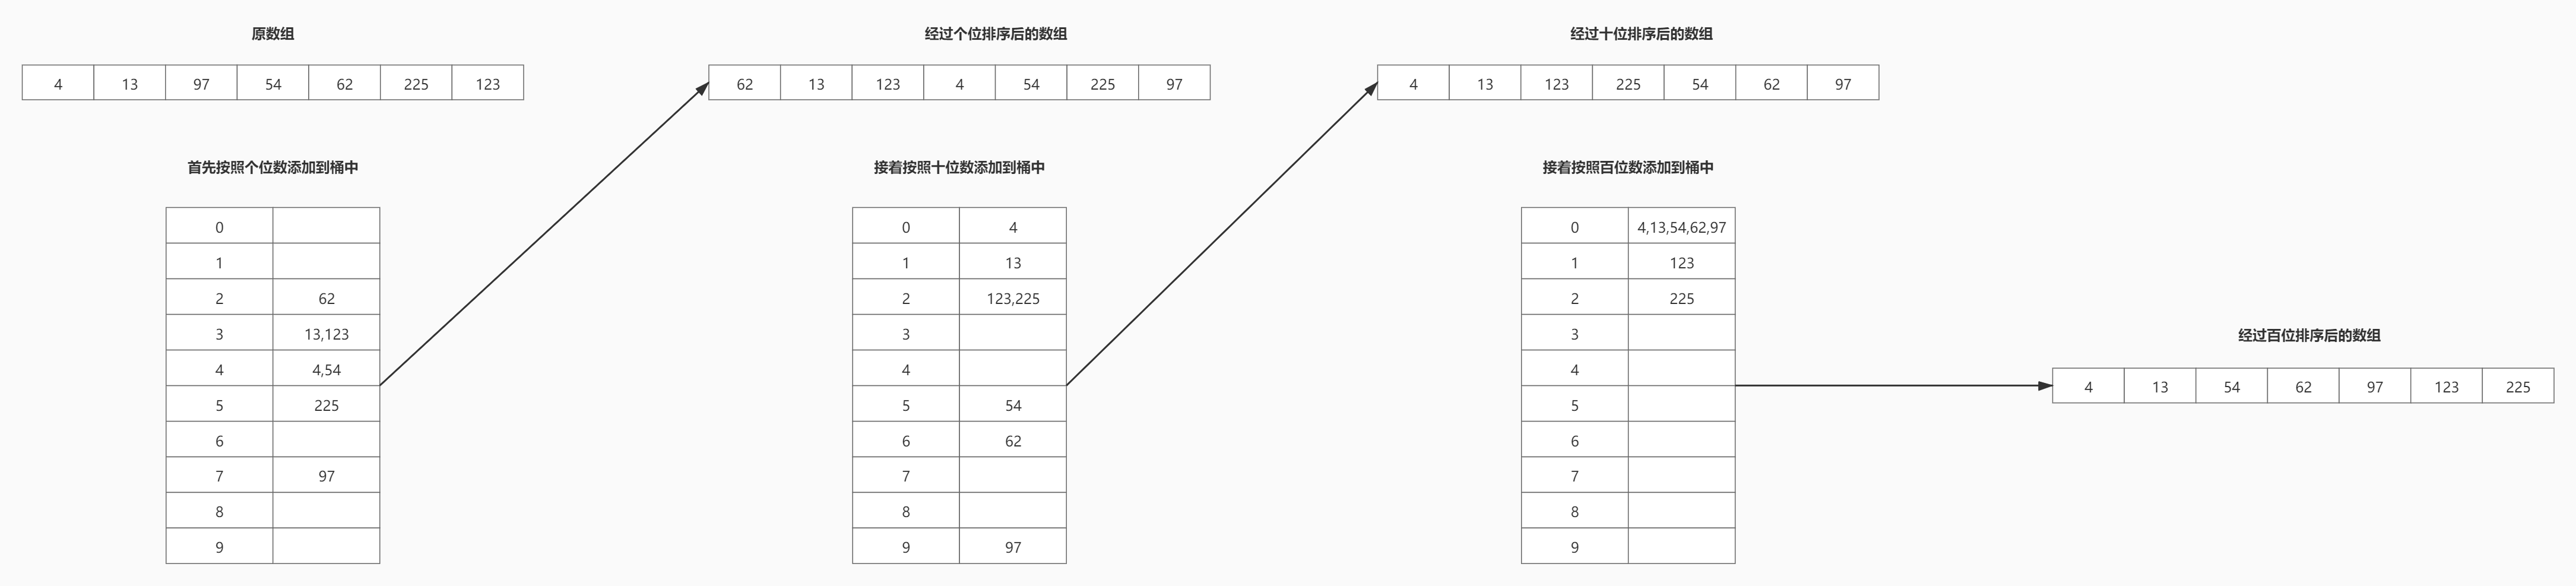 原数组
4 13 97 54 62 225 123
首先按照个位数添加到桶中
0
1
2 62
3 13,123
4 4,54
5 225
6
7 97
8
9
经过个位排序后的数组
62 13 123 4 54 225 97
接着按照十位数添加到桶中
0 4
1 13
2 123,225
3
4
5 54
6 62
7
8
9 97
经过十位排序后的数组
4 13 123 225 54 62 97
接着按照百位数添加到桶中
0 4,13,54,62,97
1 123
2 225
3
4
5
6
7
8
9
经过百位排序后的数组
4 13 54 62 97 123 225